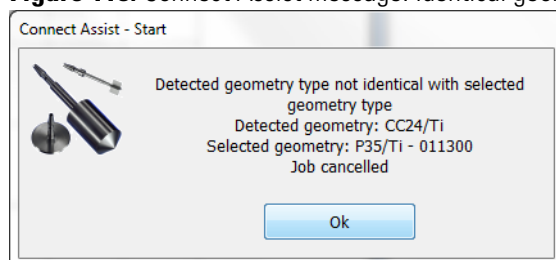 Connect Assist - Start
Detected geometry type not identical with selected
geometry type
Detected geometry: CC24/Ti
Selected geometry: P35/Ti - 011300
Job cancelled
Ok